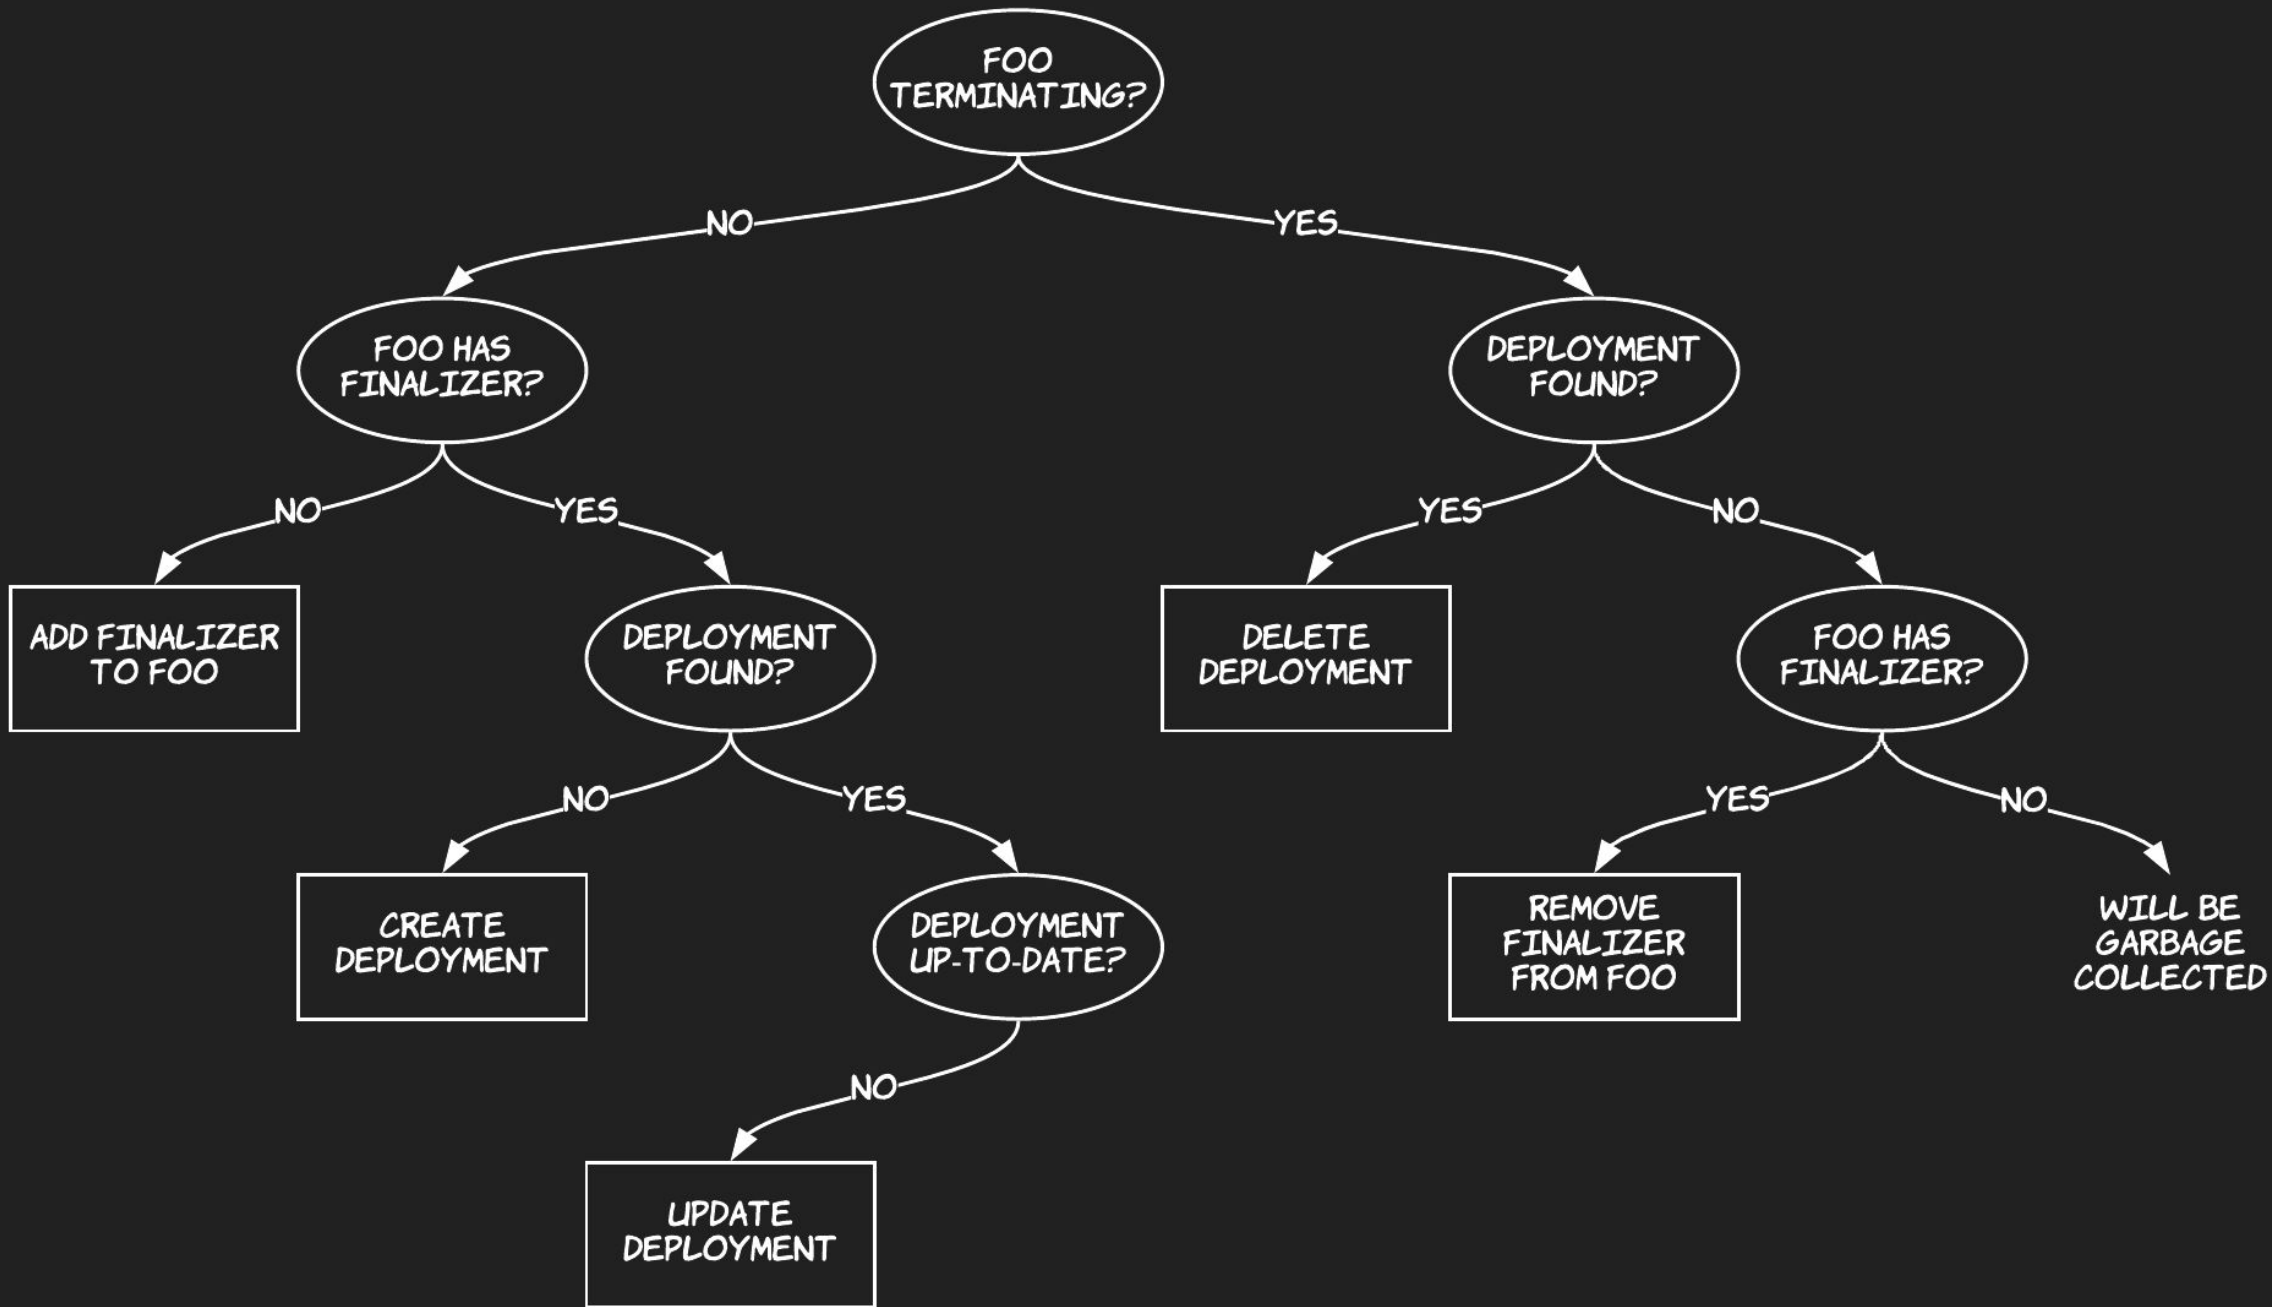 FOO
TERMINATING?
NO
YES
FOO HAS
FINALIZER?
DEPLOYMENT
FOUND?
NO
YES
YES
NO
ADD FINALIZER
TO FOO
DEPLOYMENT
FOUND?
DELETE
DEPLOYMENT
FOO HAS
FINALIZER?
NO
YES
YES
NO
CREATE
DEPLOYMENT
DEPLOYMENT
UP-TO-DATE?
REMOVE
FINALIZER
FROM FOO
WILL BE
GARBAGE
COLLECTED
NO
UPDATE
DEPLOYMENT